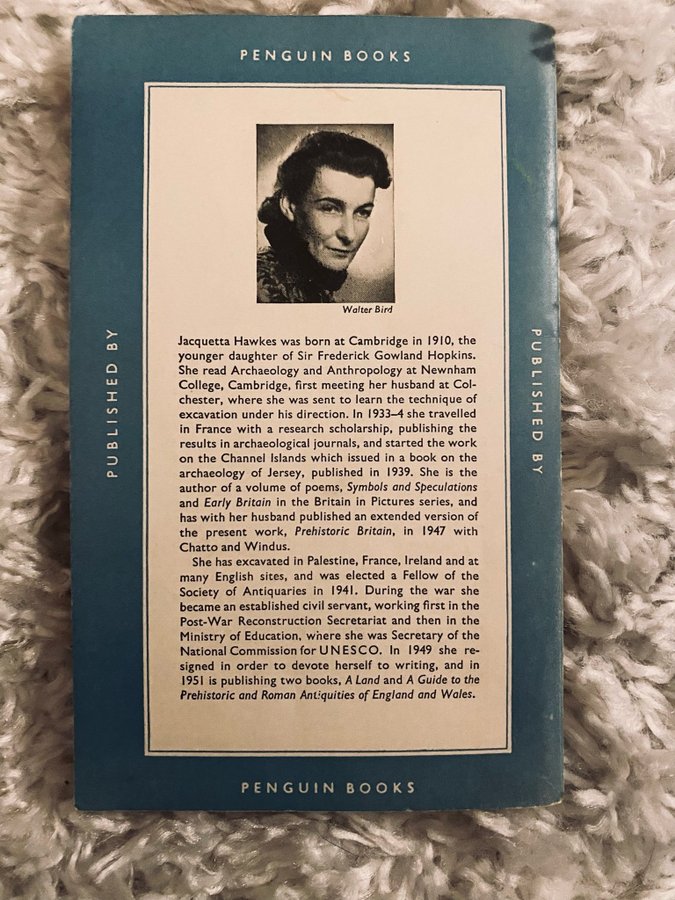 PENGUIN BOOKS
Walter Bird
PUBLISHED BY
PUBLISHED BY
Jacquetta Hawkes was born at Cambridge in 1910, the
younger daughter of Sir Frederick Gowland Hopkins.
She read Archaeology and Anthropology at Newnham
College, Cambridge, first meeting her husband at Col-
chester, where she was sent to learn the technique of
excavation under his direction. In 1933–4 she travelled
in France with a research scholarship, publishing the
results in archaeological journals, and started the work
on the Channel Islands which issued in a book on the
archaeology of Jersey, published in 1939. She is the
author of a volume of poems, Symbols and Speculations
and Early Britain in the Britain in Pictures series, and
has with her husband published an extended version of
the present work, Prehistoric Britain, in 1947 with
Chatto and Windus.
She has excavated in Palestine, France, Ireland and at
many English sites, and was elected a Fellow of the
Society of Antiquaries in 1941. During the war she
became an established civil servant, working first in the
Post-War Reconstruction Secretariat and then in the
Ministry of Education, where she was Secretary of the
National Commission for UNESCO. In 1949 she re-
signed in order to devote herself to writing, and in
1951 is publishing two books, A Land and A Guide to the
Prehistoric and Roman Antiquities of England and Wales.
PENGUIN BOOKS